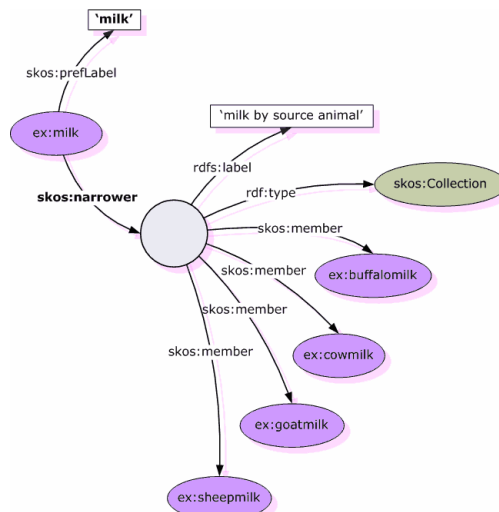 ‘milk’
skos:prefLabel
ex:milk
‘milk by source animal’
rdfs:label
skos:narrower
rdf:type
skos:Collection
skos:member
ex:buffalomilk
skos:member
skos:member
skos:member
ex:cowmilk
ex:goatmilk
ex:sheepmilk